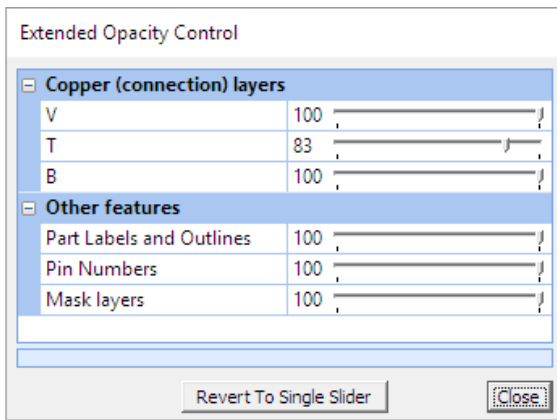 Extended Opacity Control
Copper (connection) layers
V 100
T 83
B 100
Other features
Part Labels and Outlines 100
Pin Numbers 100
Mask layers 100
Revert To Single Slider Close